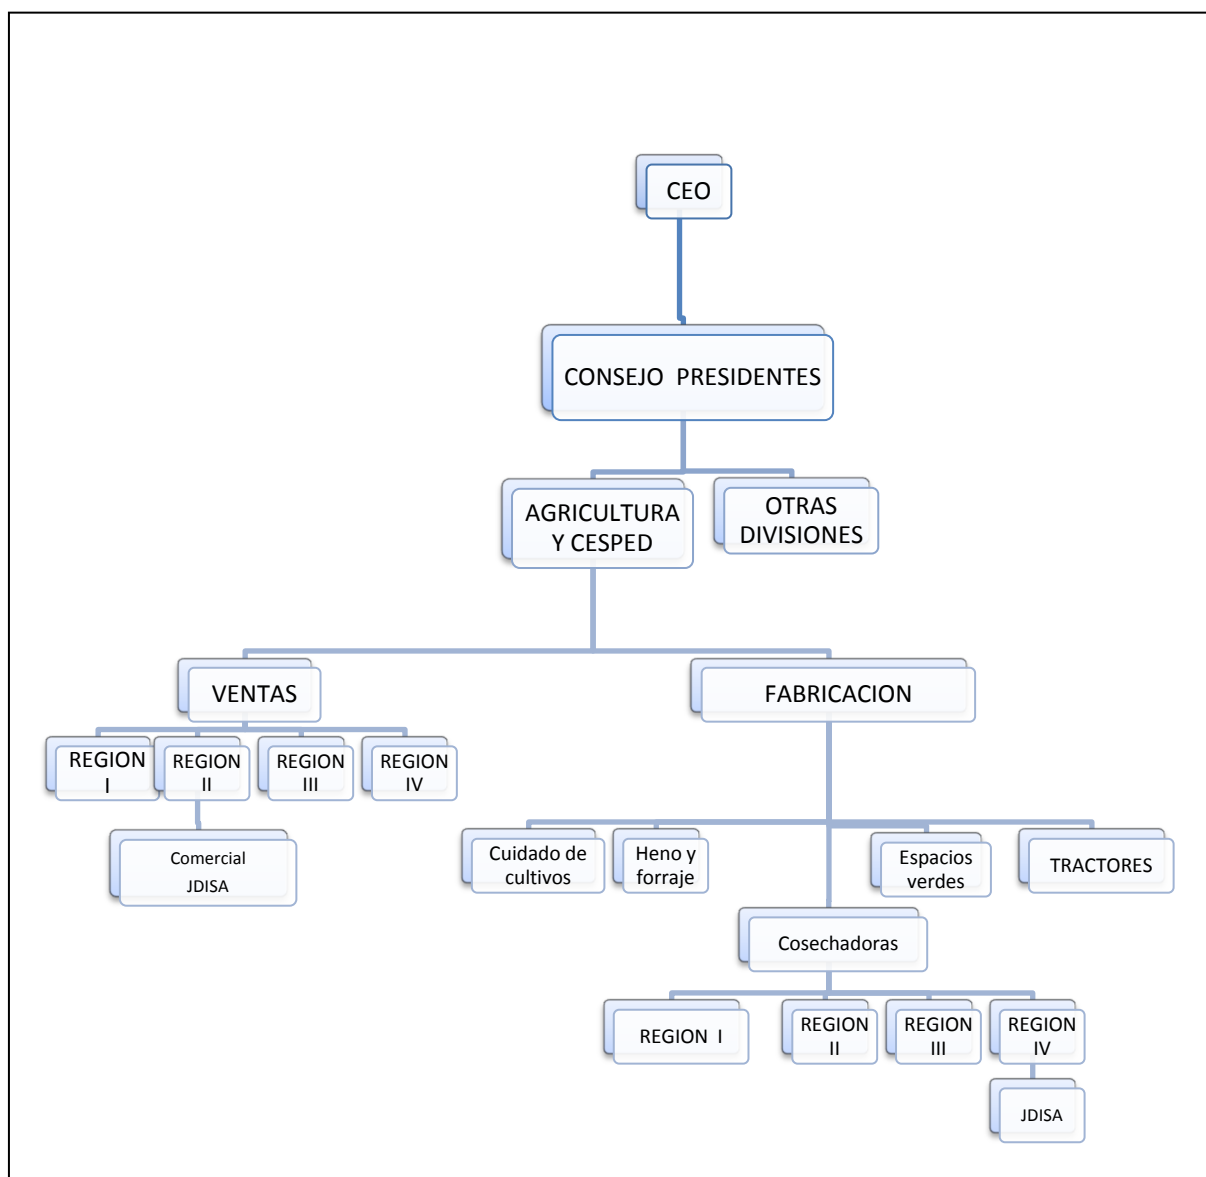 CEO
CONSEJO PRESIDENTES
AGRICULTURA
Y CESPED
OTRAS
DIVISIONES
VENTAS
FABRICACION
REGION
I
REGION
II
REGION
III
REGION
IV
Comercial
JDISA
Cuidado de
cultivos
Heno y
forraje
Espacios
verdes
TRACTORES
Cosechadoras
REGION I
REGION
II
REGION
III
REGION
IV
JDISA